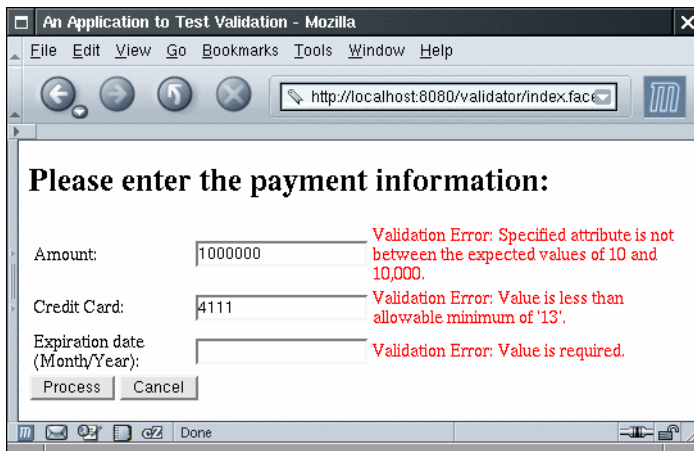 An Application to Test Validation - Mozilla
File Edit View Go Bookmarks Tools Window Help
http://localhost:8080/validator/index.face
Please enter the payment information:
Amount:
1000000
Validation Error: Specified attribute is not
between the expected values of 10 and
10,000.
Credit Card:
4111
Validation Error: Value is less than
allowable minimum of '13'.
Expiration date
(Month/Year):
Validation Error: Value is required.
Process Cancel
Done